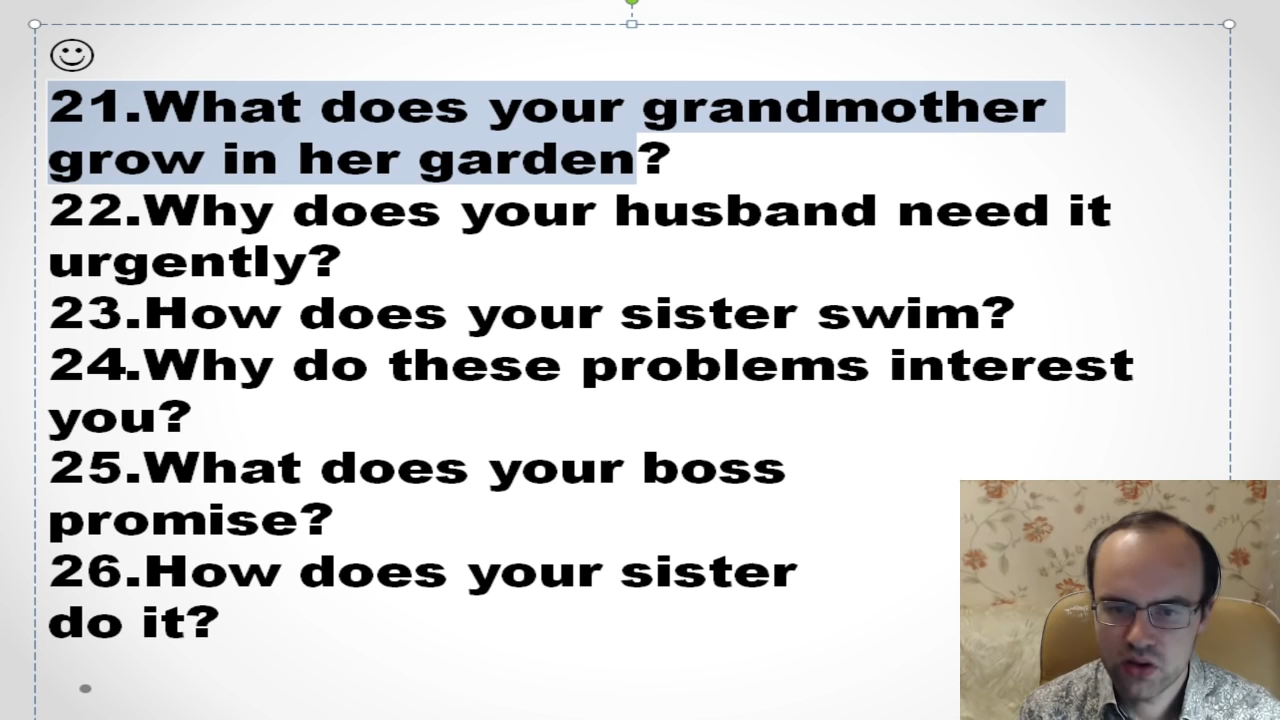 21.What does your grandmother
grow in her garden?
22.Why does your husband need it
urgently?
23.How does your sister swim?
24.Why do these problems interest
you?
25.What does your boss
promise?
26.How does your sister
do it?